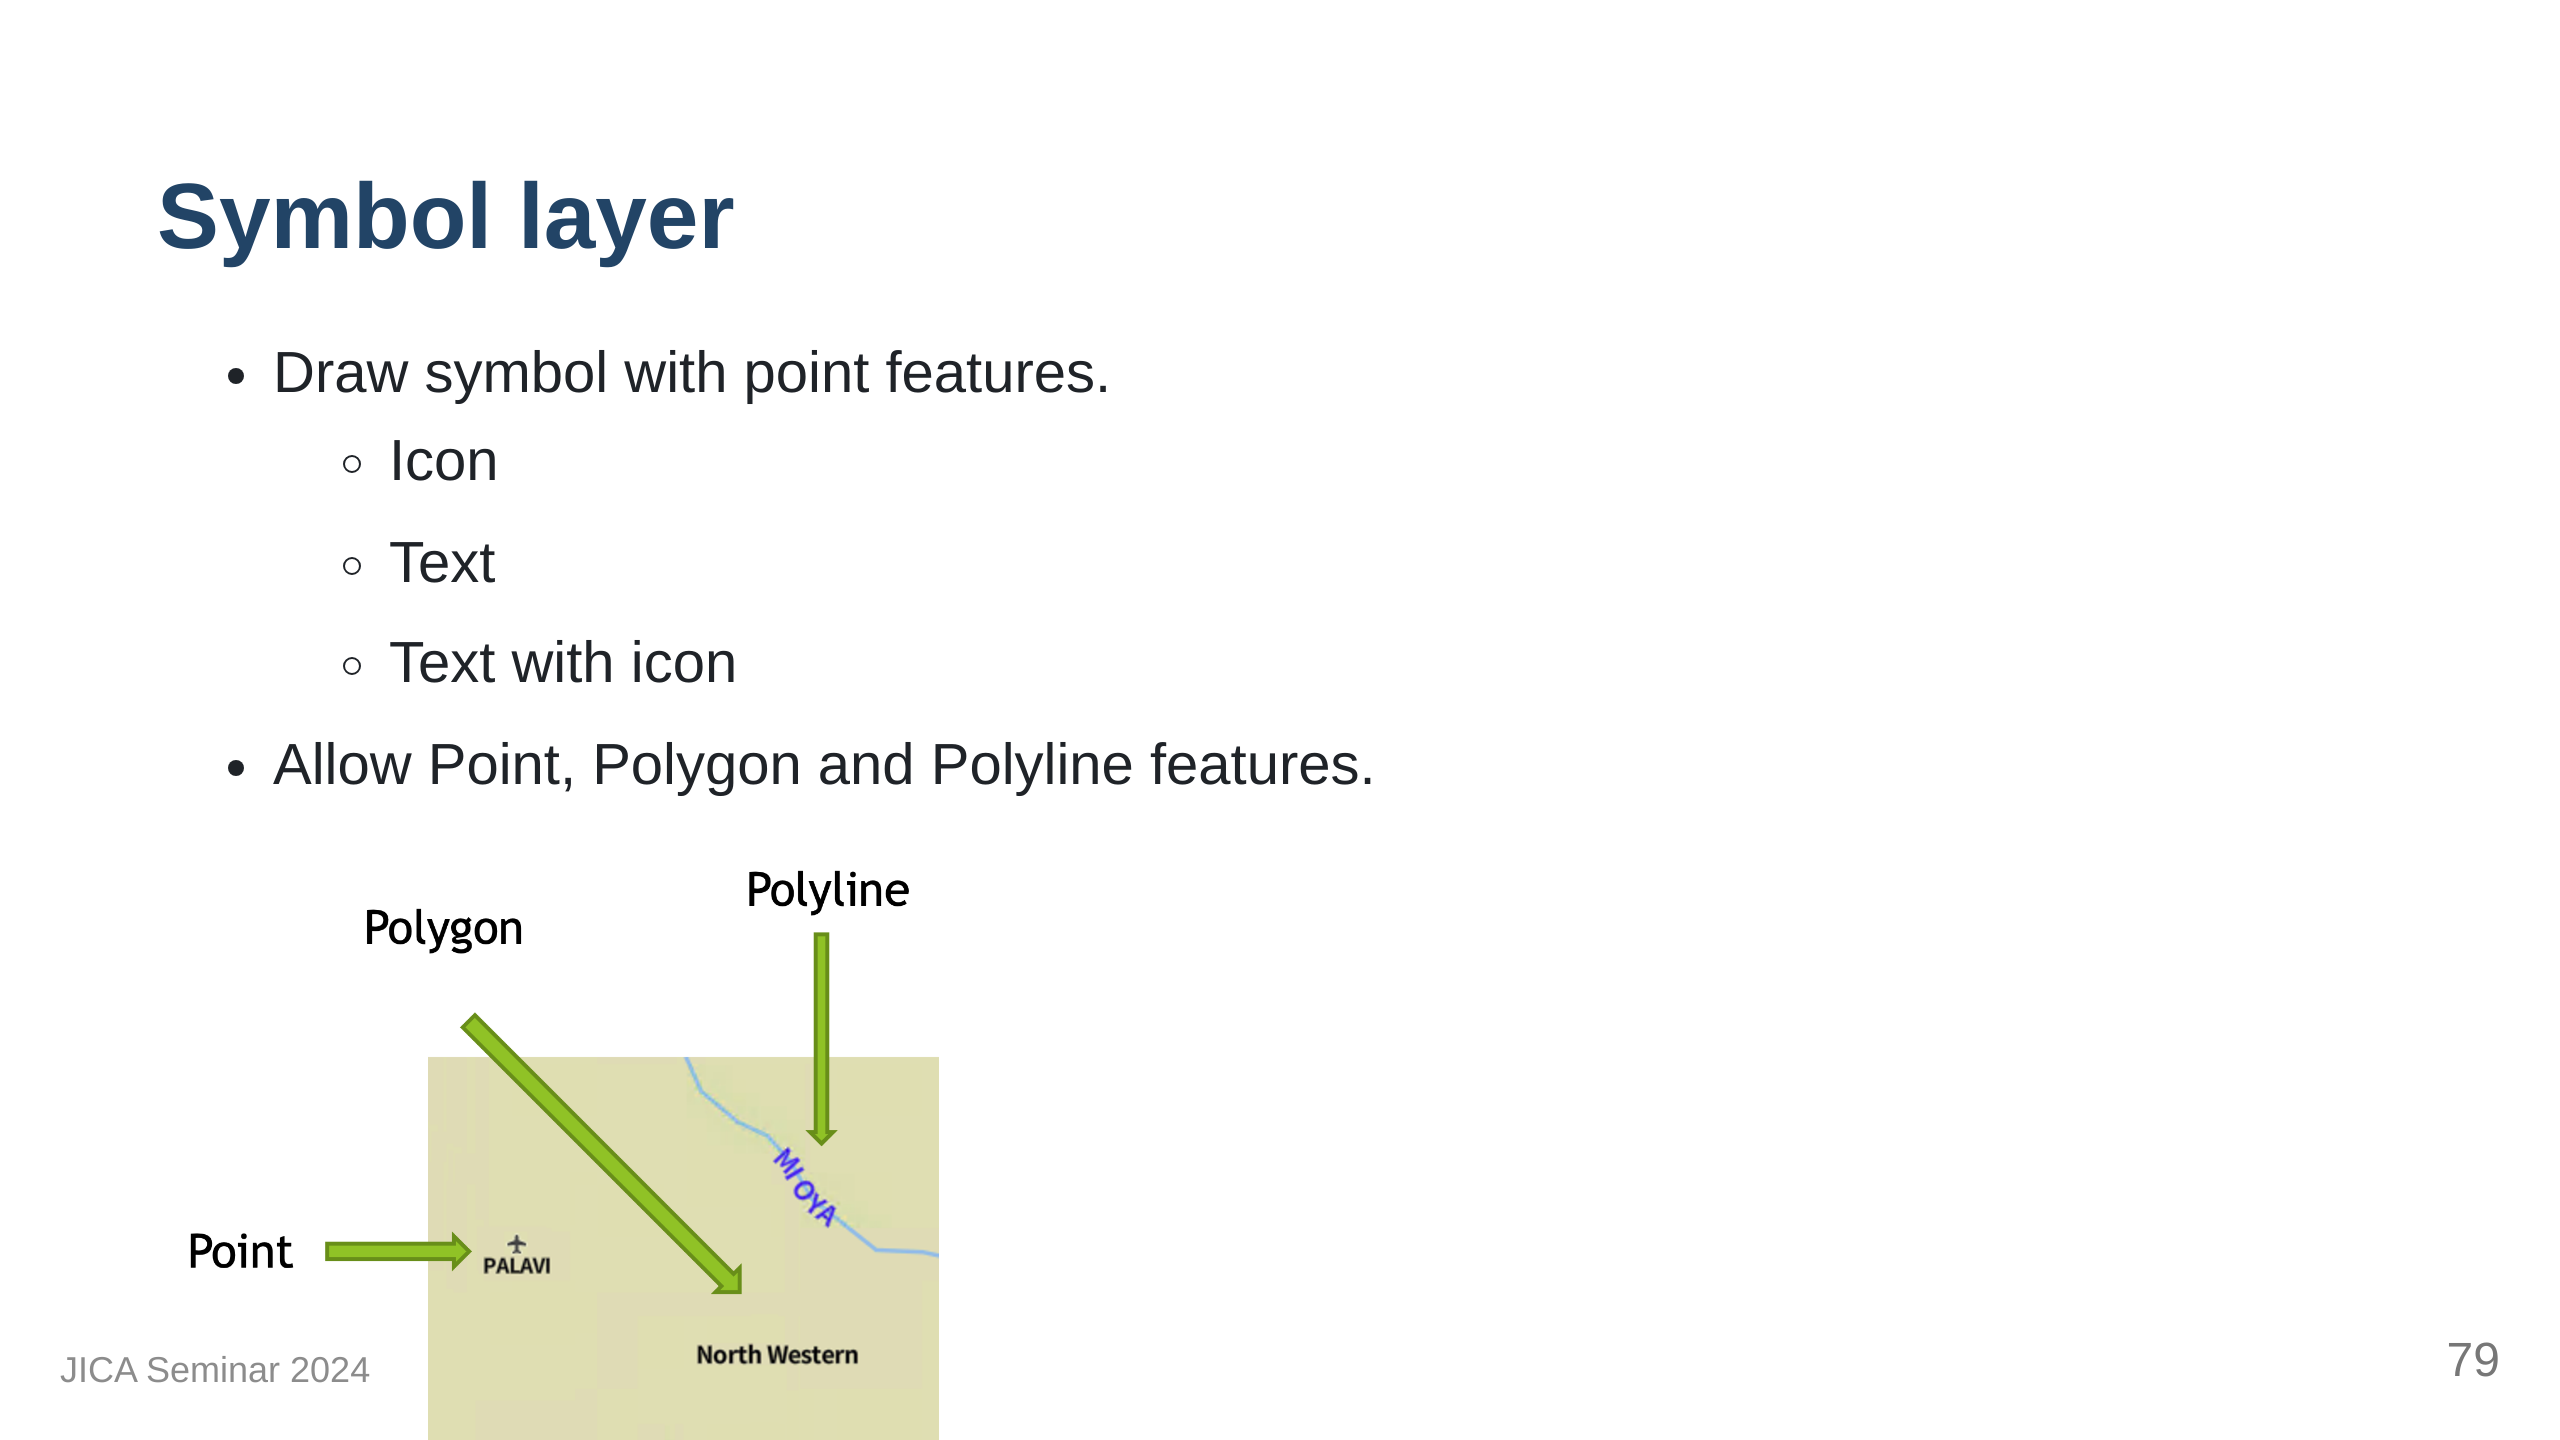 Symbol layer
Draw symbol with point features.
Icon
Text
Text with icon
Allow Point, Polygon and Polyline features.
Polyline
Polygon
MI OYA
Point
PALAVI
North Western
JICA Seminar 2024
79